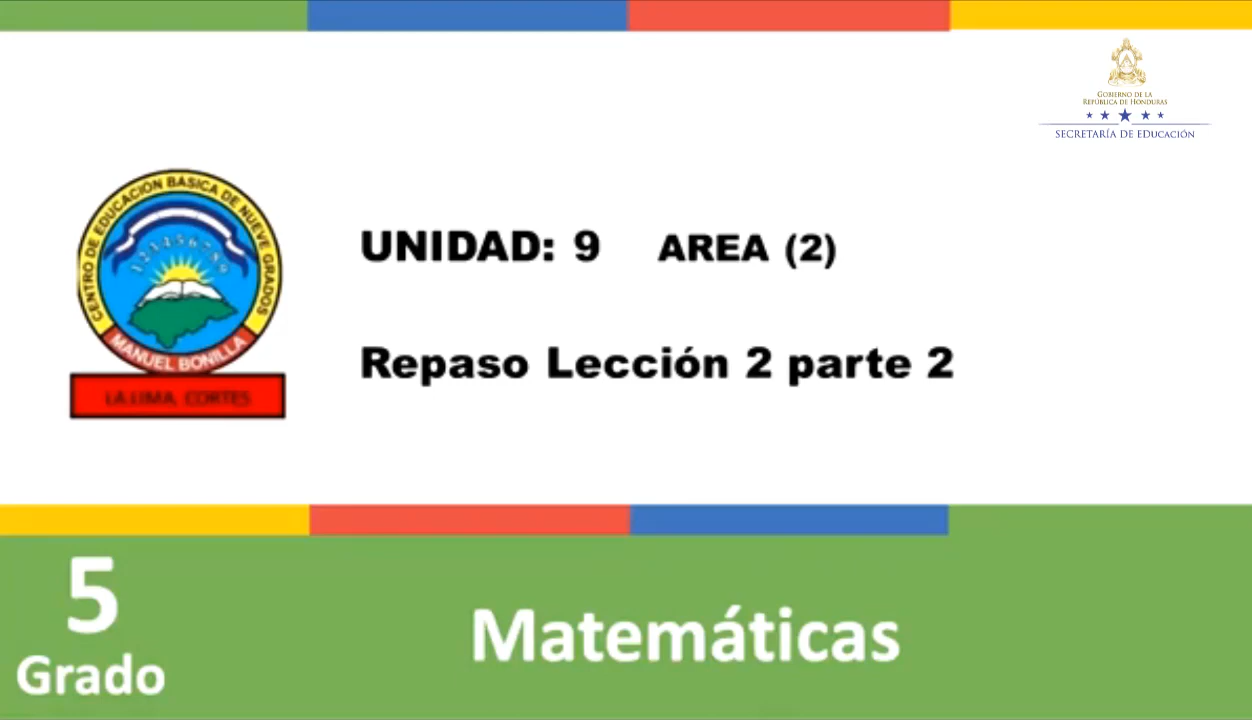 GOBIERNO DE LA
REPÚBLICA DE HONDURAS
SECRETARÍA DE EDUCACIÓN
CENTRO DE EDUCACION BASICA DE NUEVE GRADOS
123456789
MANUEL BONILLA
LA LIMA, CORTES
UNIDAD: 9 AREA (2)
Repaso Lección 2 parte 2
5
Grado
Matemáticas